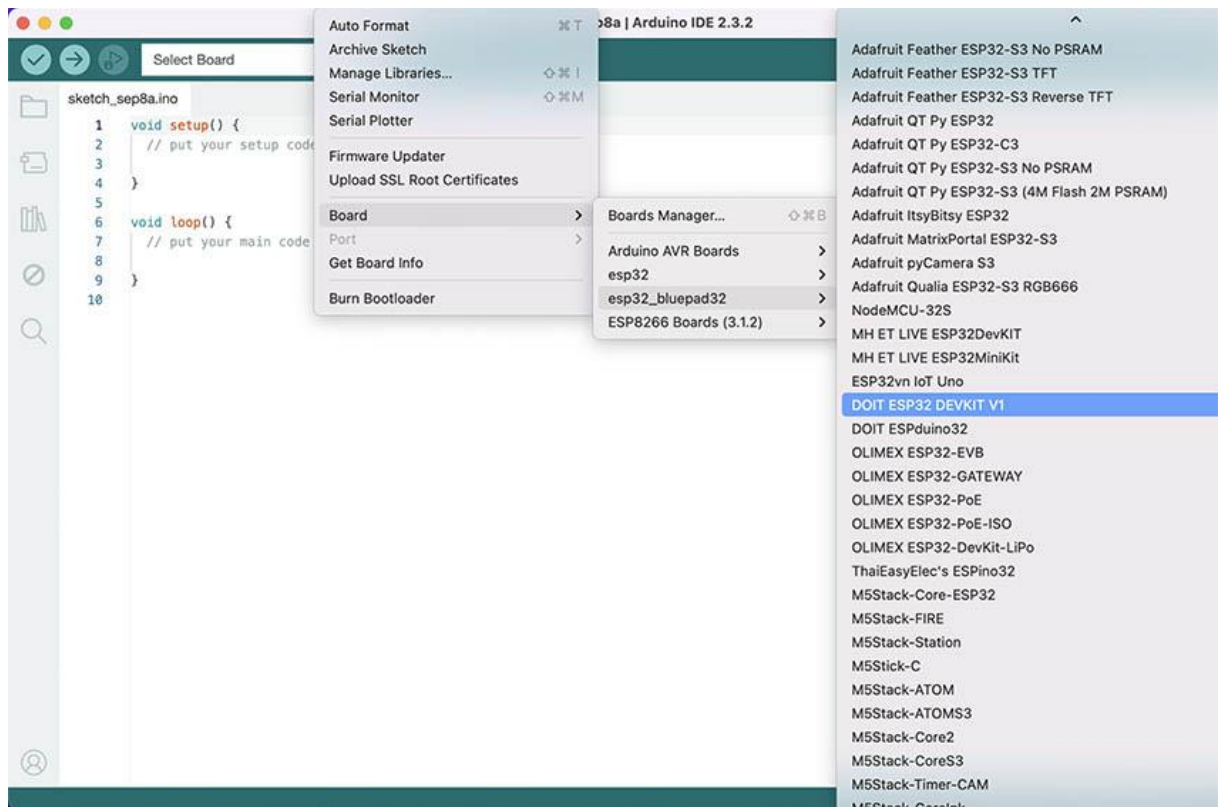 p8a | Arduino IDE 2.3.2
Select Board
sketch_sep8a.ino
1 void setup() {
2 // put your setup code
3
4 }
5
6 void loop() {
7 // put your main code
8
9 }
10
Auto Format ⌘ T
Archive Sketch
Manage Libraries... ⇧ ⌘ I
Serial Monitor ⇧ ⌘ M
Serial Plotter
Firmware Updater
Upload SSL Root Certificates
Board
Port
Get Board Info
Burn Bootloader
Boards Manager... ⇧ ⌘ B
Arduino AVR Boards
esp32
esp32_bluepad32
ESP8266 Boards (3.1.2)
Adafruit Feather ESP32-S3 No PSRAM
Adafruit Feather ESP32-S3 TFT
Adafruit Feather ESP32-S3 Reverse TFT
Adafruit QT Py ESP32
Adafruit QT Py ESP32-C3
Adafruit QT Py ESP32-S3 No PSRAM
Adafruit QT Py ESP32-S3 (4M Flash 2M PSRAM)
Adafruit ItsyBitsy ESP32
Adafruit MatrixPortal ESP32-S3
Adafruit pyCamera S3
Adafruit Qualia ESP32-S3 RGB666
NodeMCU-32S
MH ET LIVE ESP32DevKIT
MH ET LIVE ESP32MiniKit
ESP32vn IoT Uno
DOIT ESP32 DEVKIT V1
DOIT ESPduino32
OLIMEX ESP32-EVB
OLIMEX ESP32-GATEWAY
OLIMEX ESP32-PoE
OLIMEX ESP32-PoE-ISO
OLIMEX ESP32-DevKit-LiPo
ThaiEasyElec's ESPino32
M5Stack-Core-ESP32
M5Stack-FIRE
M5Stack-Station
M5Stick-C
M5Stack-ATOM
M5Stack-ATOMS3
M5Stack-Core2
M5Stack-CoreS3
M5Stack-Timer-CAM